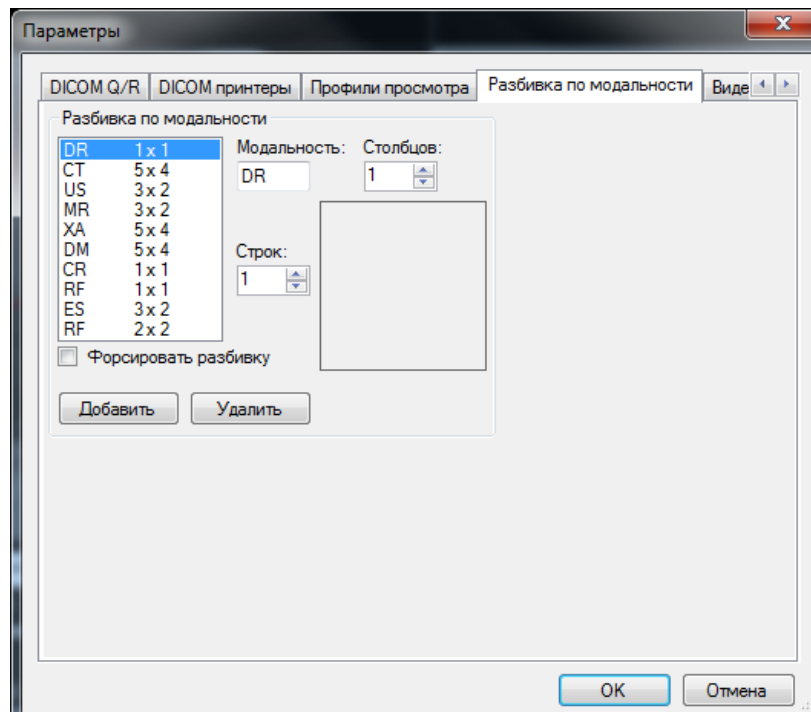 Параметры
DICOM Q/R DICOM принтеры Профили просмотра Разбивка по модальности Виде
Разбивка по модальности
DR 1 x 1
CT 5 x 4
US 3 x 2
MR 3 x 2
XA 5 x 4
DM 5 x 4
CR 1 x 1
RF 1 x 1
ES 3 x 2
RF 2 x 2
Модальность: Столбцов:
DR 1
Строк:
1
Форсировать разбивку
Добавить Удалить
OK Отмена